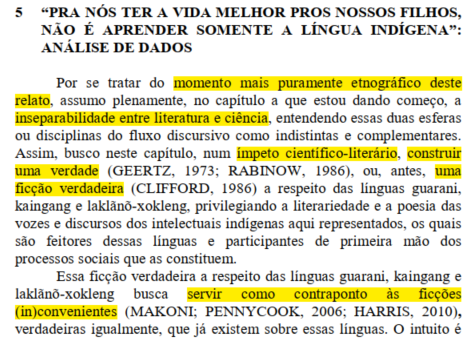 5 “PRA NÓS TER A VIDA MELHOR PROS NOSSOS FILHOS,
NÃO É APRENDER SOMENTE A LÍNGUA INDÍGENA”:
ANÁLISE DE DADOS
Por se tratar do momento mais puramente etnográfico deste
relato, assumo plenamente, no capítulo a que estou dando começo, a
inseparabilidade entre literatura e ciência, entendendo essas duas esferas
ou disciplinas do fluxo discursivo como indistintas e complementares.
Assim, busco neste capítulo, num ímpeto científico-literário, construir
uma verdade (GEERTZ, 1973; RABINOW, 1986), ou, antes, uma
ficção verdadeira (CLIFFORD, 1986) a respeito das línguas guarani,
kaingang e laklãnõ-xokleng, privilegiando a literariedade e a poesia das
vozes e discursos dos intelectuais indígenas aqui representados, os quais
são feitores dessas línguas e participantes de primeira mão dos
processos sociais que as constituem.
Essa ficção verdadeira a respeito das línguas guarani, kaingang e
laklãnõ-xokleng busca servir como contraponto às ficções
(in)convenientes (MAKONI; PENNYCOOK, 2006; HARRIS, 2010),
verdadeiras igualmente, que já existem sobre essas línguas. O intuito é